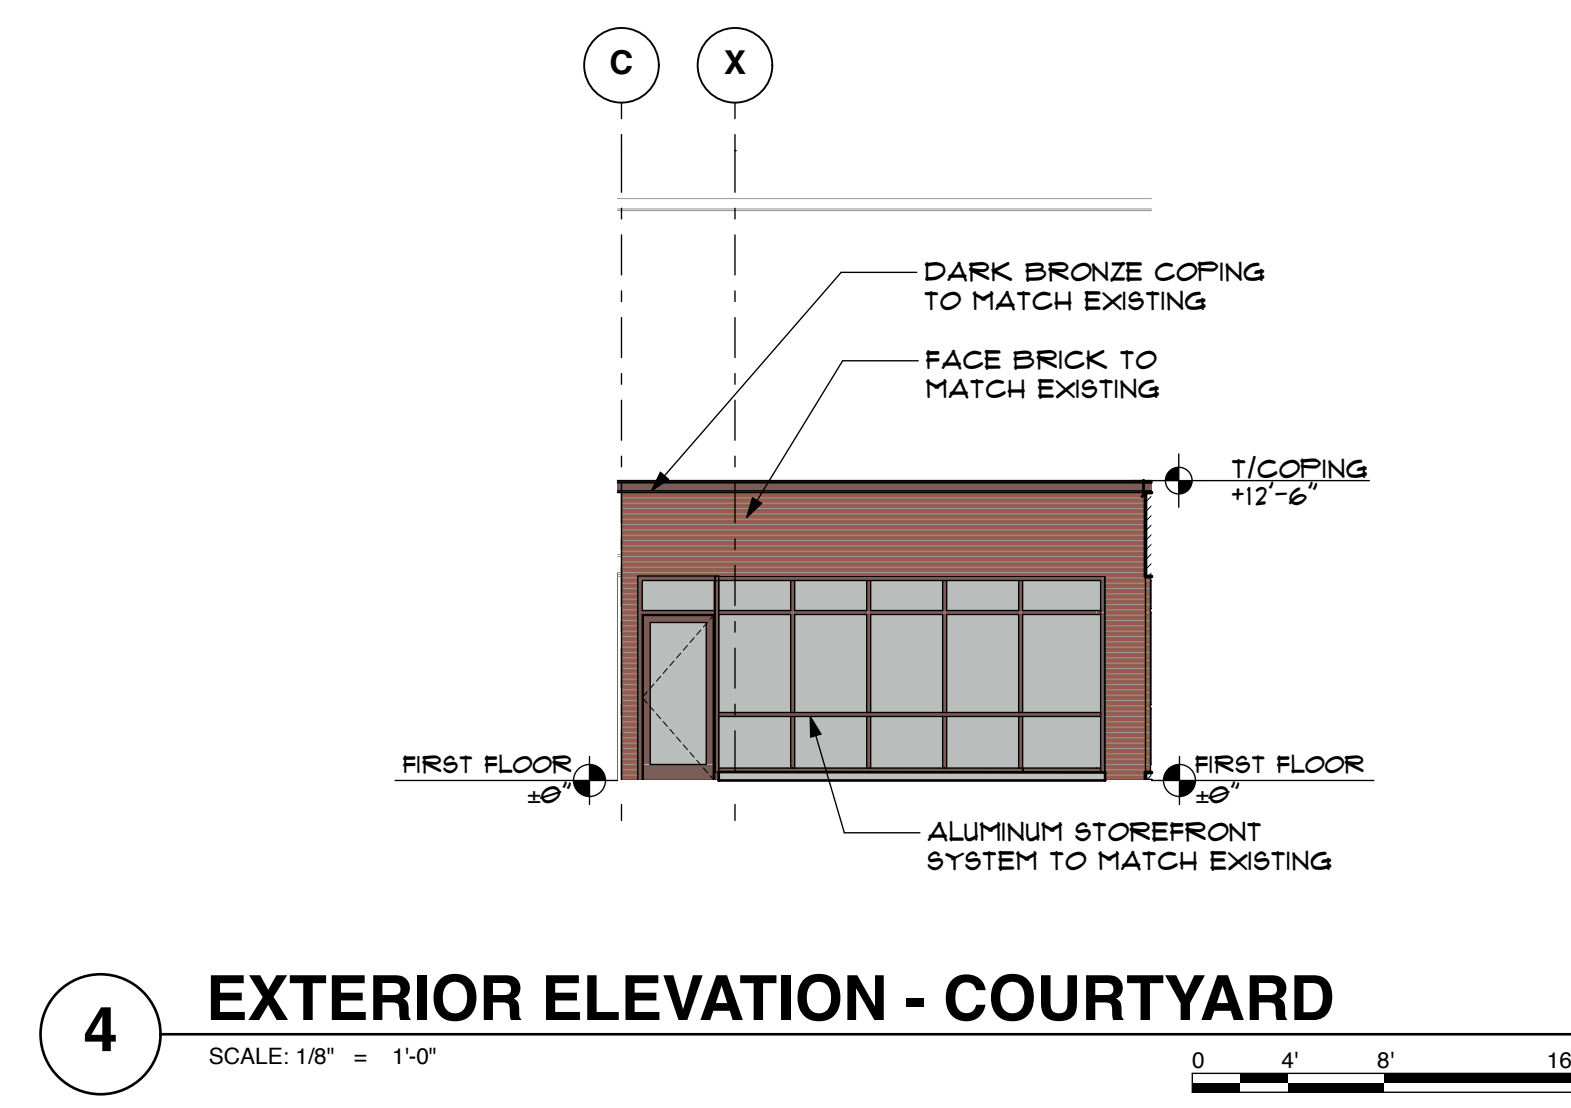 C X
DARK BRONZE COPING
TO MATCH EXISTING
FACE BRICK TO
MATCH EXISTING
T/COPING
+12'-6"
FIRST FLOOR
±0"
FIRST FLOOR
±0"
ALUMINUM STOREFRONT
SYSTEM TO MATCH EXISTING
4
EXTERIOR ELEVATION - COURTYARD
SCALE: 1/8" = 1'-0"
0 4' 8' 16